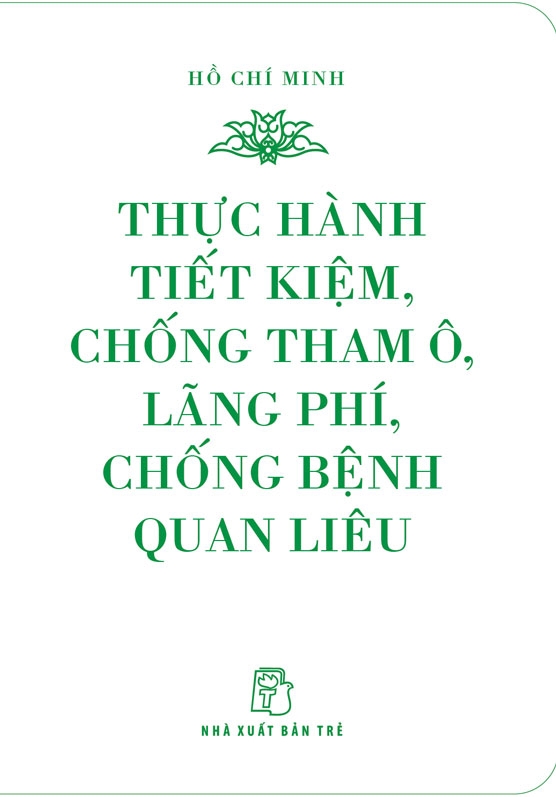 HỒ CHÍ MINH
THỰC HÀNH
TIẾT KIỆM,
CHỐNG THAM Ô,
LÃNG PHÍ,
CHỐNG BỆNH
QUAN LIÊU
T
NHÀ XUẤT BẢN TRẺ